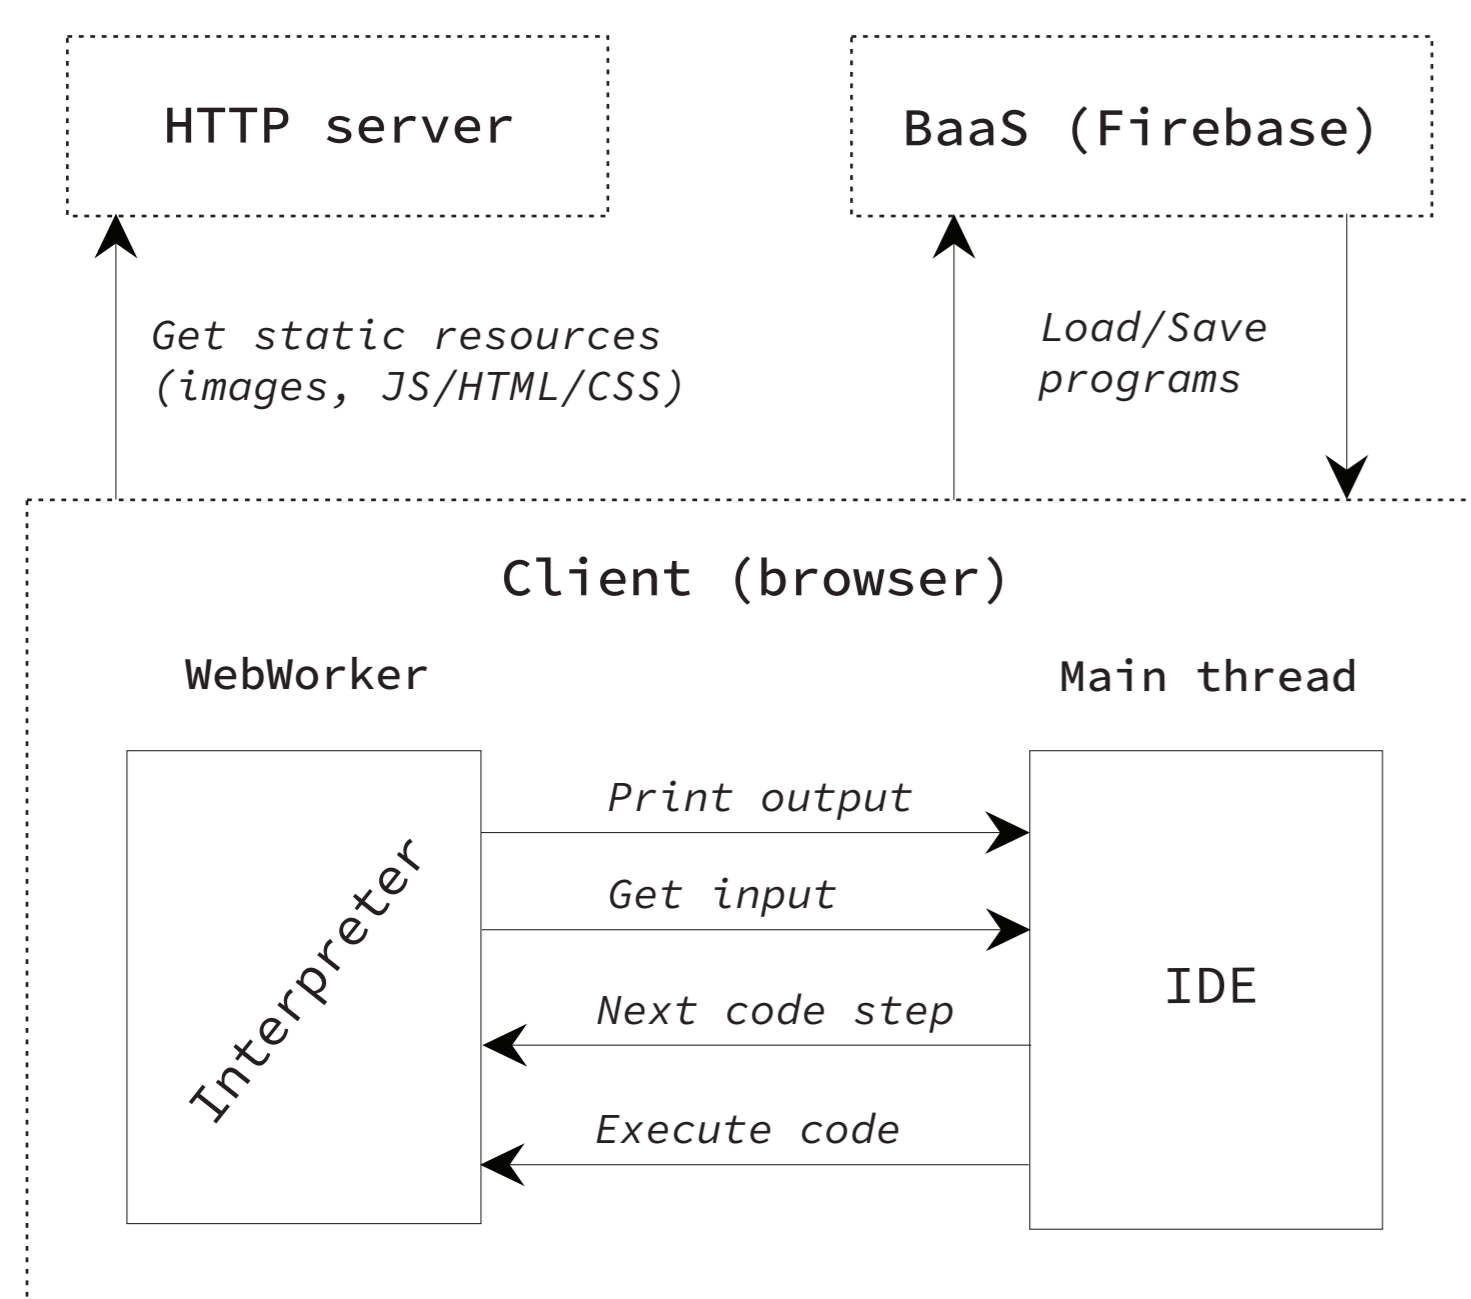 HTTP server
BaaS (Firebase)
Get static resources
(images, JS/HTML/CSS)
Load/Save
programs
Client (browser)
WebWorker
Main thread
Interpreter
Print output
Get input
Next code step
Execute code
IDE